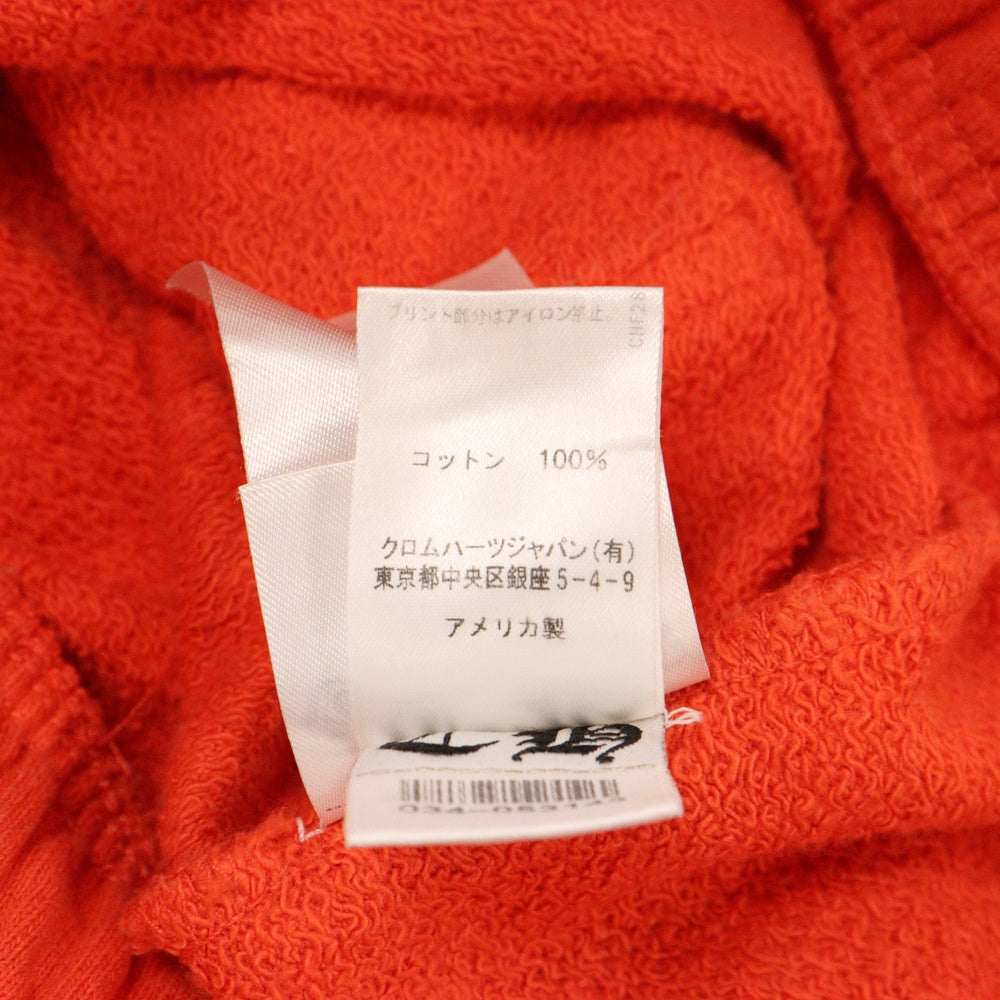 プリント部分はアイロン禁止。
コットン 100%
クロムハーツジャパン(有)
東京都中央区銀座5-4-9
アメリカ製